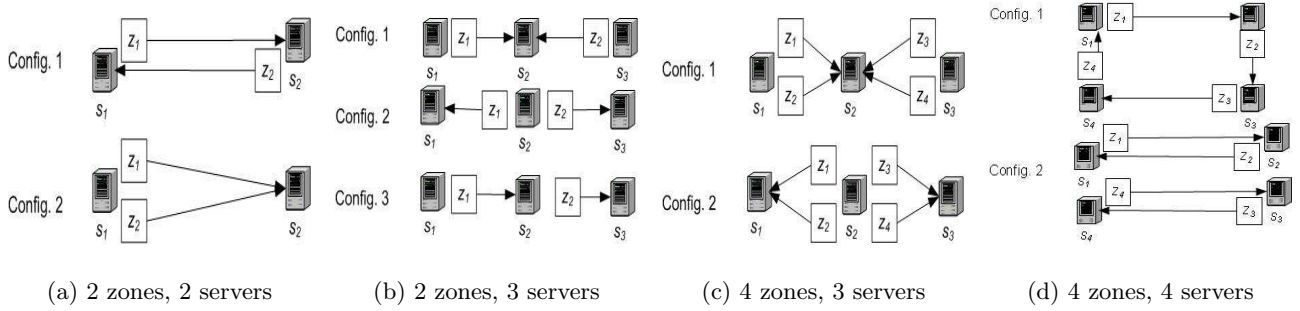 Config. 1
Z1
Z2
S1
S2
Config. 2
Z1
Z2
S1
S2
(a) 2 zones, 2 servers
Config. 1
Z1
Z2
S1
S2
S3
Config. 2
Z1
Z2
S1
S2
S3
Config. 3
Z1
Z2
S1
S2
S3
(b) 2 zones, 3 servers
Config. 1
Z1
Z3
Z2
Z4
S1
S2
S3
Config. 2
Z1
Z3
Z2
Z4
S1
S2
S3
(c) 4 zones, 3 servers
Config. 1
Z1
S1
Z2
Z4
Z3
S4
S3
Config. 2
Z1
Z2
S1
S2
Z4
Z3
S4
S3
(d) 4 zones, 4 servers